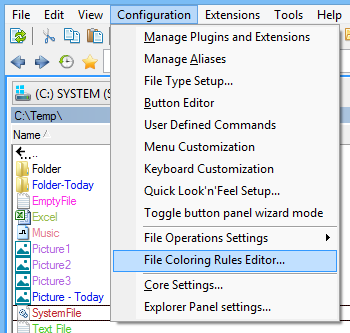 File Edit View Configuration Extensions Tools Help
Manage Plugins and Extensions
Manage Aliases
File Type Setup...
Button Editor
User Defined Commands
Menu Customization
Keyboard Customization
Quick Look'n'Feel Setup...
Toggle button panel wizard mode
File Operations Settings
File Coloring Rules Editor...
Core Settings...
Explorer Panel settings...
(C:) SYSTEM (S
C:\Temp\
Name
..
Folder
Folder-Today
EmptyFile
Excel
Music
Picture1
Picture2
Picture3
Picture - Today
SystemFile
Text File